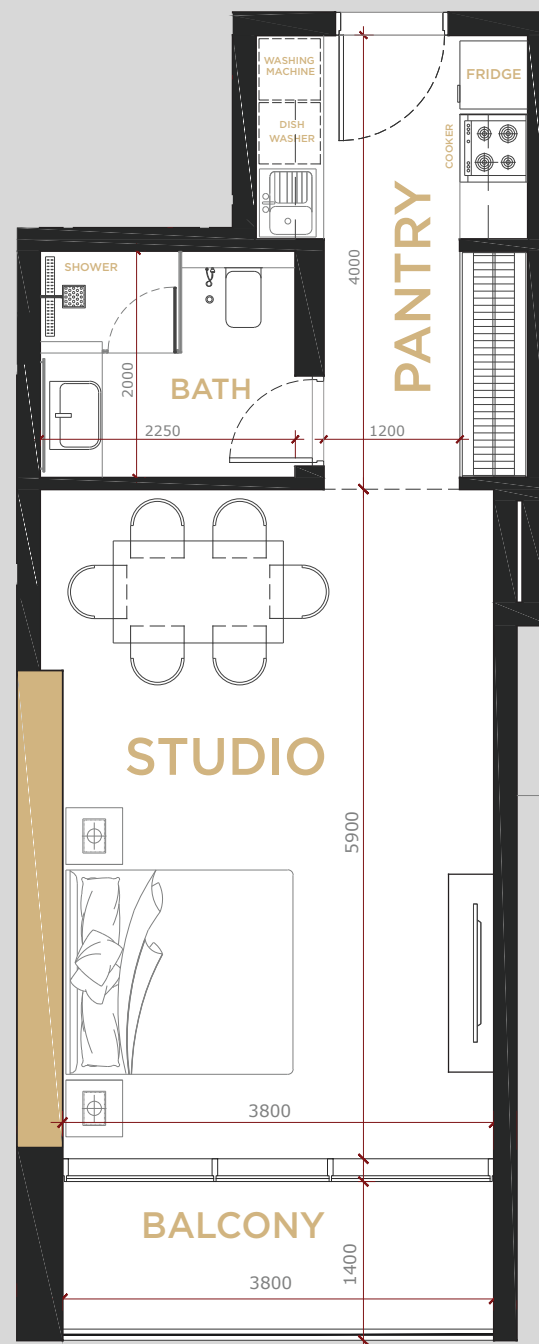 WASHING
MACHINE
FRIDGE
DISH
WASHER
COOKER
PANTRY
4000
SHOWER
BATH
2000
2250
1200
STUDIO
5900
3800
BALCONY
1400
3800